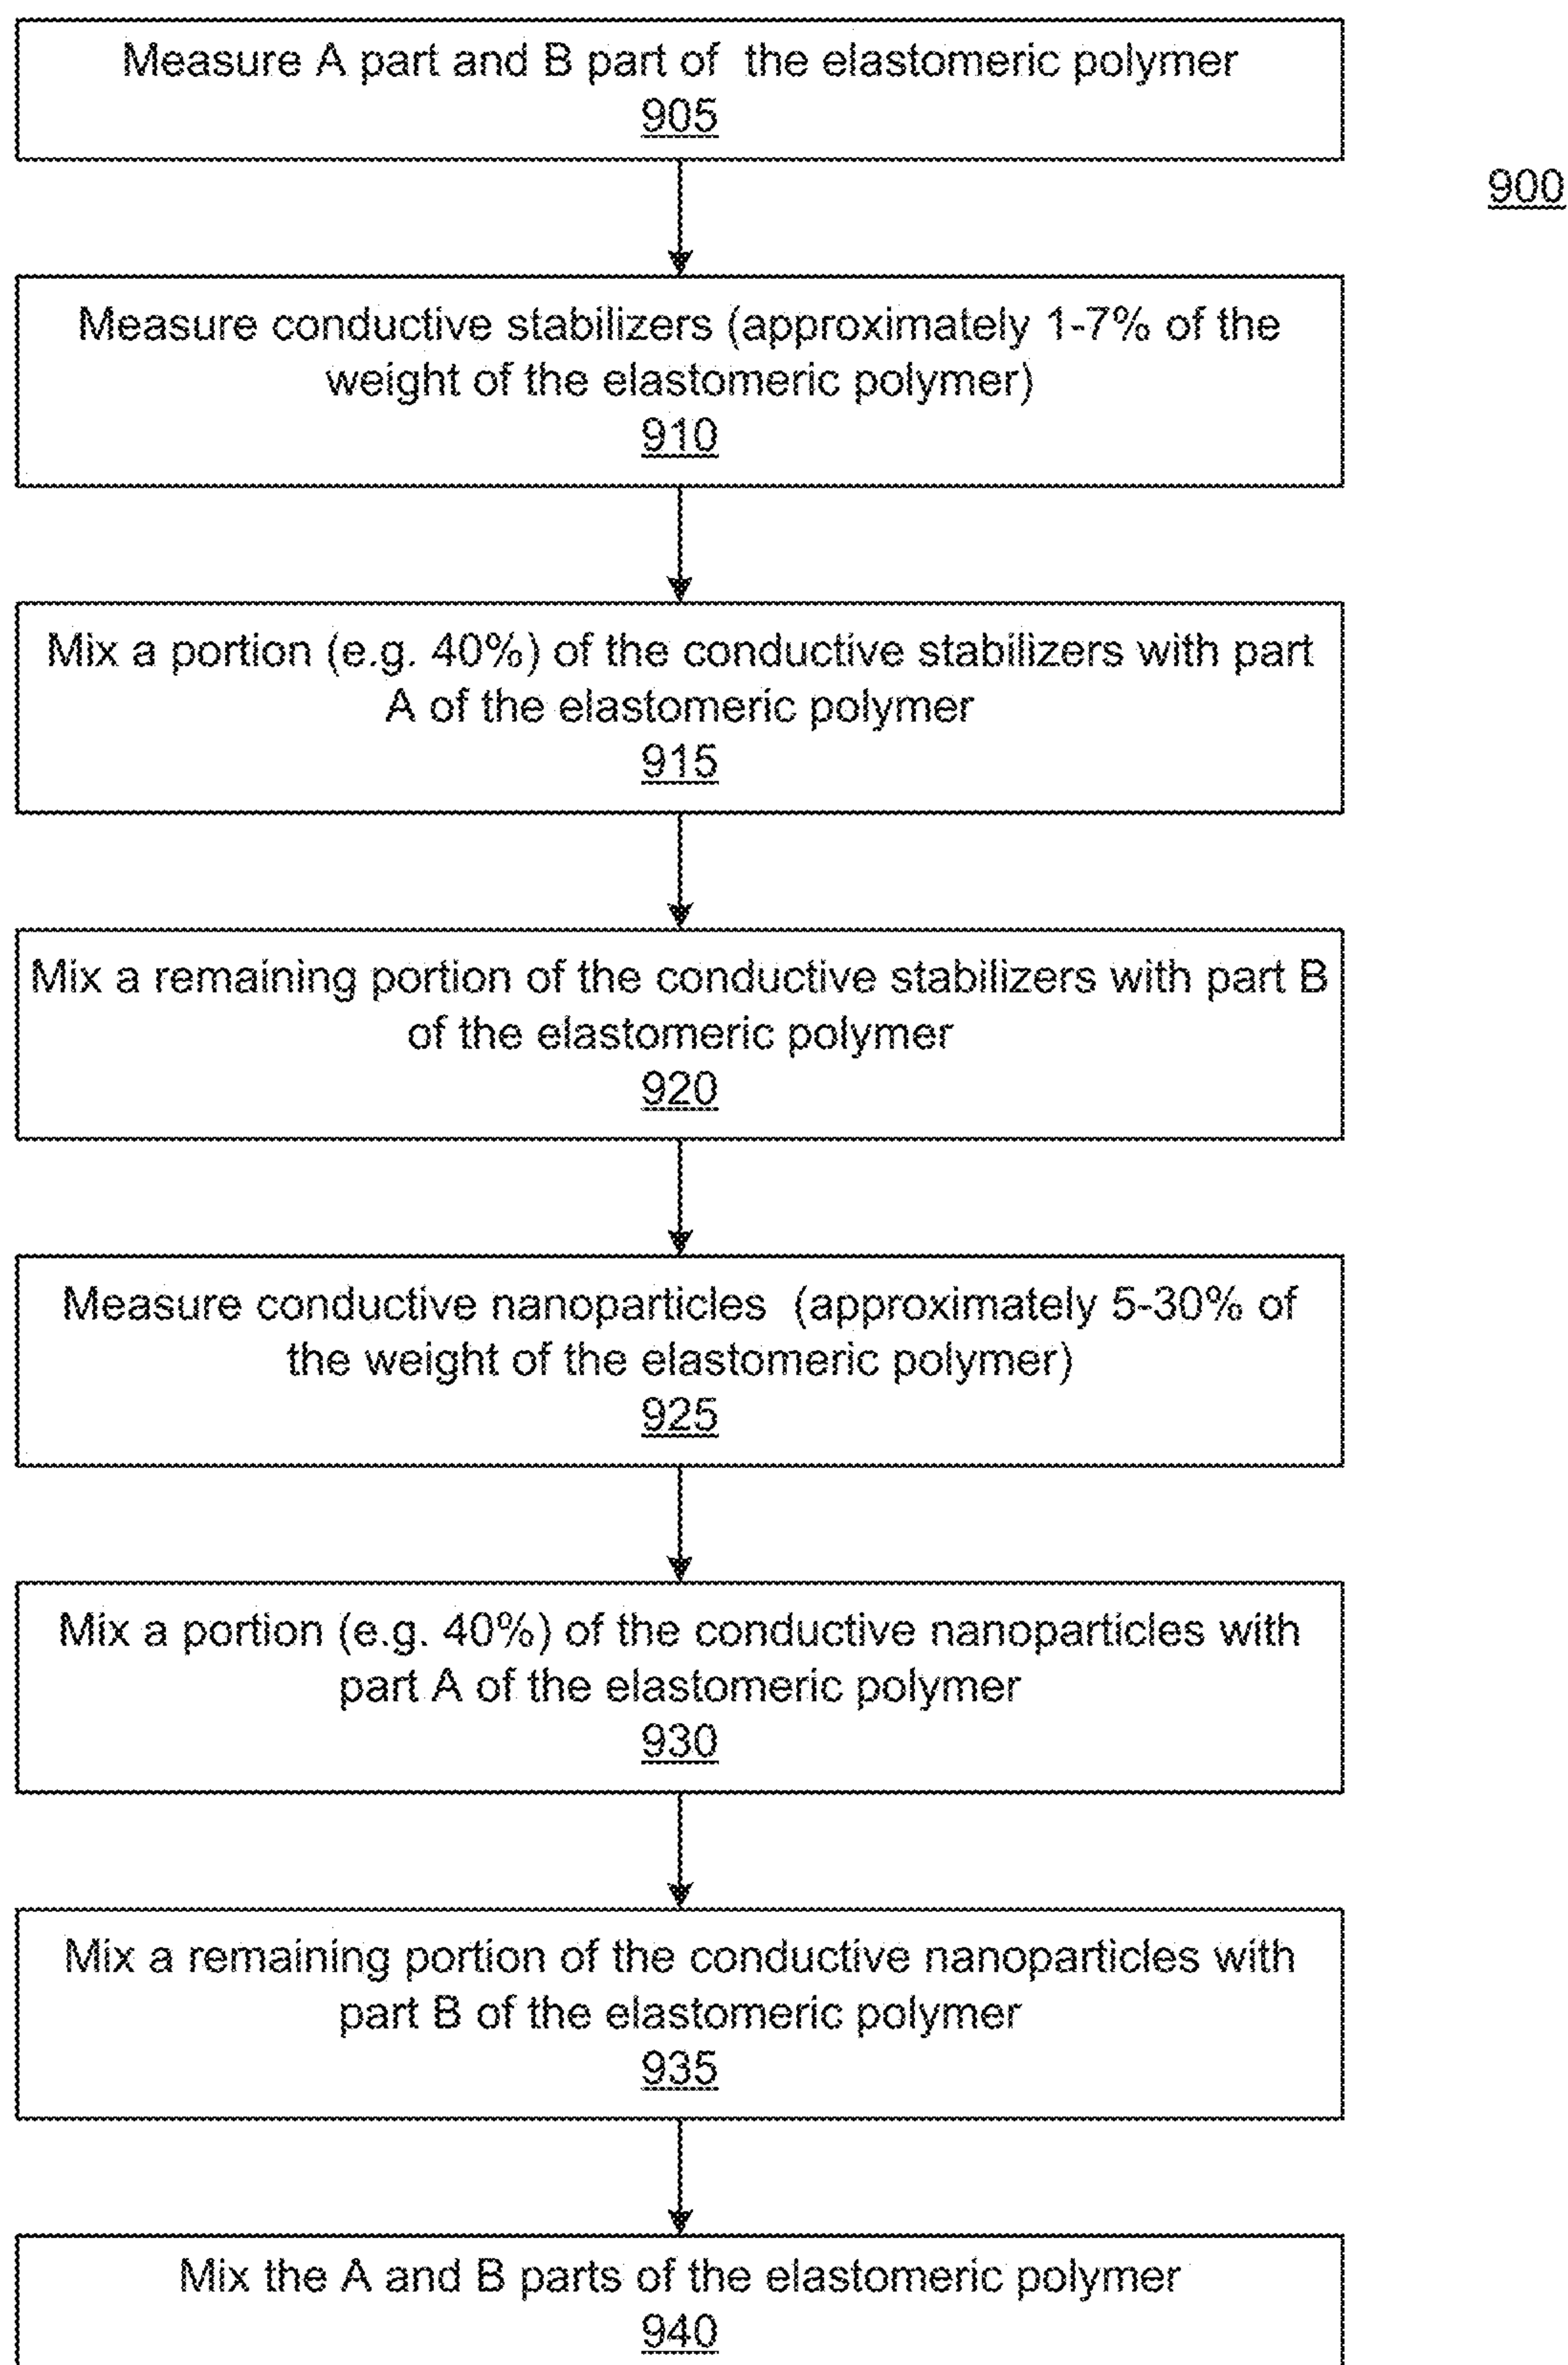 Measure A part and B part of the elastomeric polymer
905
900
Measure conductive stabilizers (approximately 1-7% of the
weight of the elastomeric polymer)
910
Mix a portion (e.g. 40%) of the conductive stabilizers with part
A of the elastomeric polymer
915
Mix a remaining portion of the conductive stabilizers with part B
of the elastomeric polymer
920
Measure conductive nanoparticles (approximately 5-30% of
the weight of the elastomeric polymer)
925
Mix a portion (e.g. 40%) of the conductive nanoparticles with
part A of the elastomeric polymer
930
Mix a remaining portion of the conductive nanoparticles with
part B of the elastomeric polymer
935
Mix the A and B parts of the elastomeric polymer
940